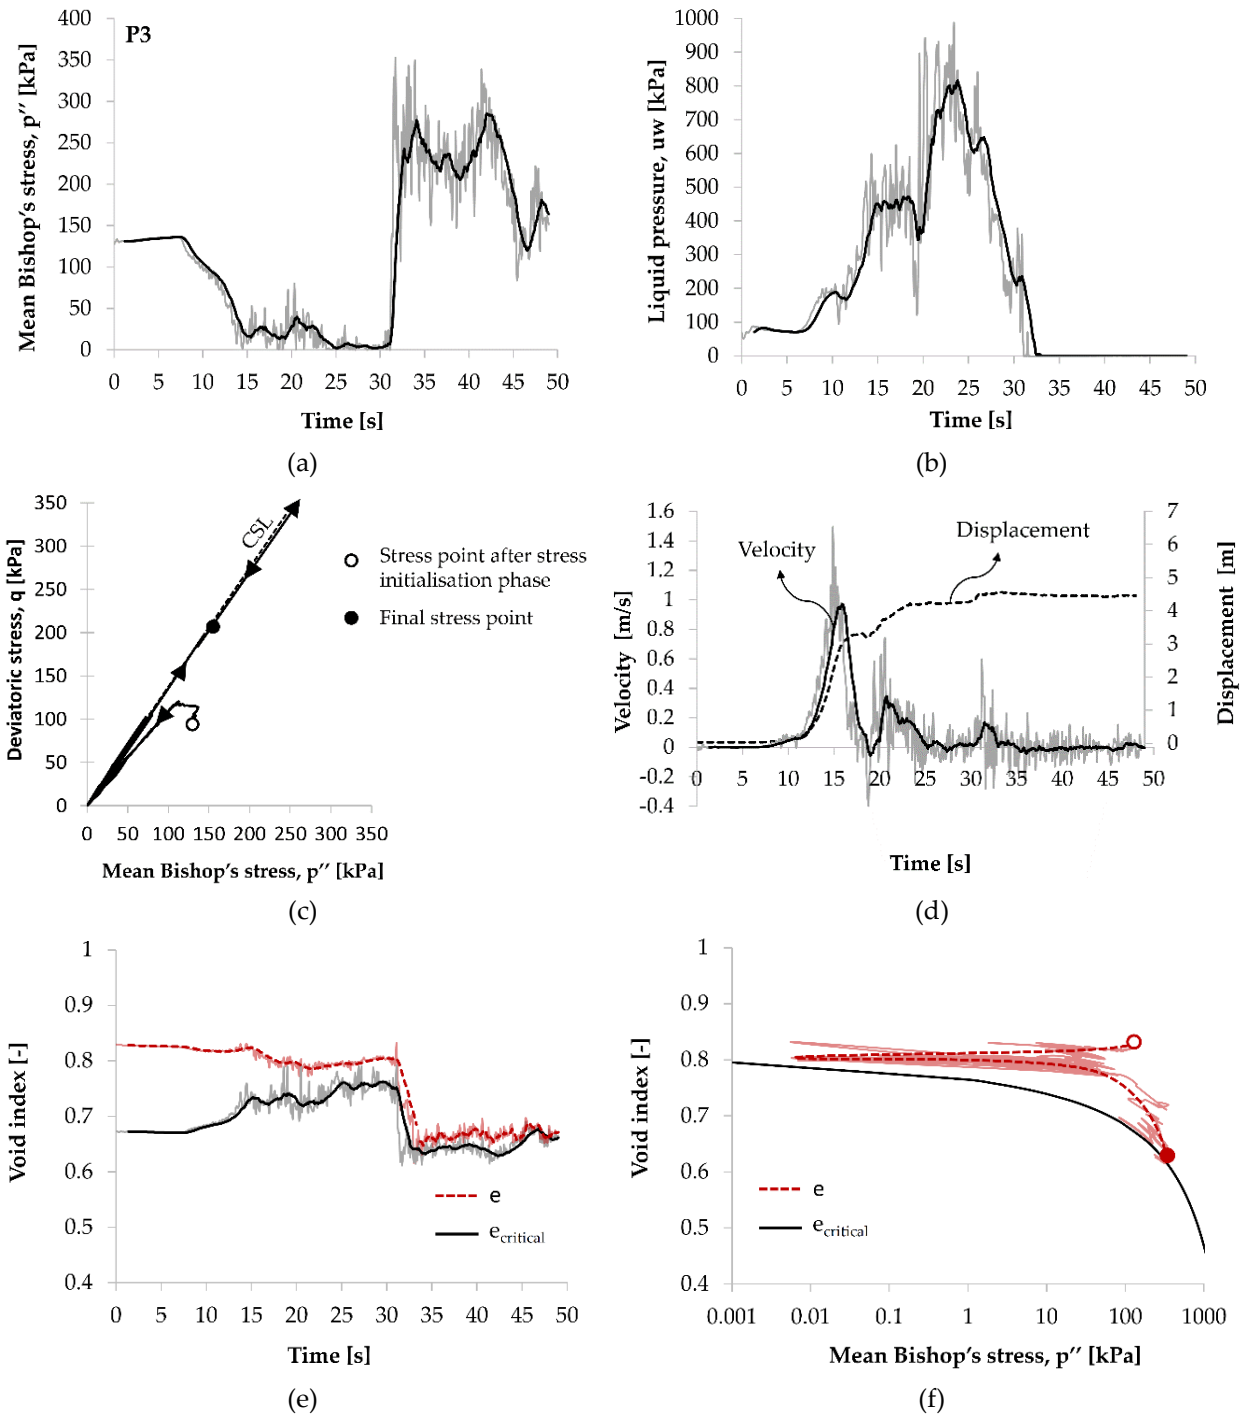 P3
Mean Bishop's stress, p'' [kPa]
400
350
300
250
200
150
100
50
0
0 5 10 15 20 25 30 35 40 45 50
Time [s]
(a)
Liquid pressure, uw [kPa]
1000
900
800
700
600
500
400
300
200
100
0
0 5 10 15 20 25 30 35 40 45 50
Time [s]
(b)
Deviatoric stress, q [kPa]
350
300
350
200
150
100
50
0
0 50 100 150 200 250 300 350
CSL
Stress point after stress
initialisation phase
Final stress point
Mean Bishop's stress, p'' [kPa]
(c)
Velocity [m/s]
1.6
1.4
1.2
1
0.8
0.6
0.4
0.2
0
-0.2
-0.4
Velocity
Displacement
7
6
5
4
3
2
1
0
Displacement [m]
0 5 10 15 20 25 30 35 40 45 50
Time [s]
(d)
Void index [-]
1
0.9
0.8
0.7
0.6
0.5
0.4
e
ecritical
0 5 10 15 20 25 30 35 40 45 50
Time [s]
(e)
Void index [-]
1
0.9
0.8
0.7
0.6
0.5
0.4
e
ecritical
0.001 0.01 0.1 1 10 100 1000
Mean Bishop's stress, p'' [kPa]
(f)